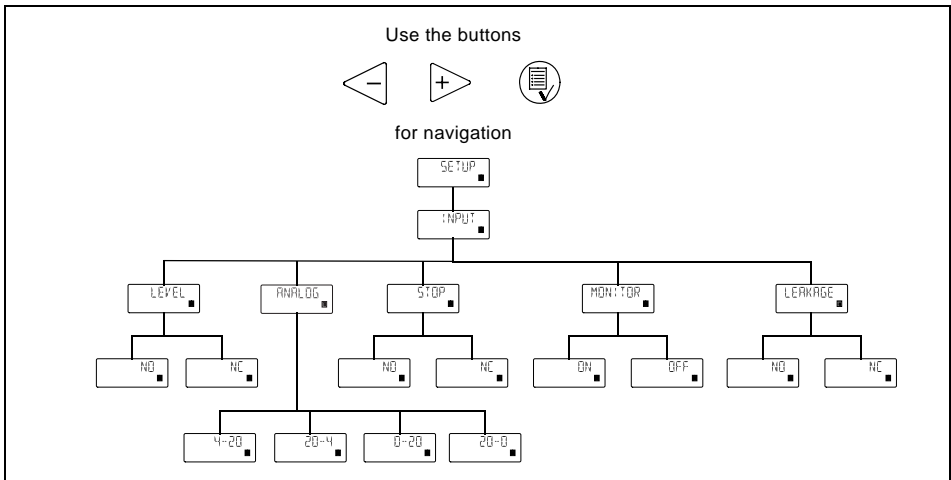 Use the buttons
- +
for navigation
SETUP
INPUT
LEVEL ANALOG STOP MONITOR LEAKAGE
NO NC NO NC ON OFF NO NC
4-20 20-4 0-20 20-0